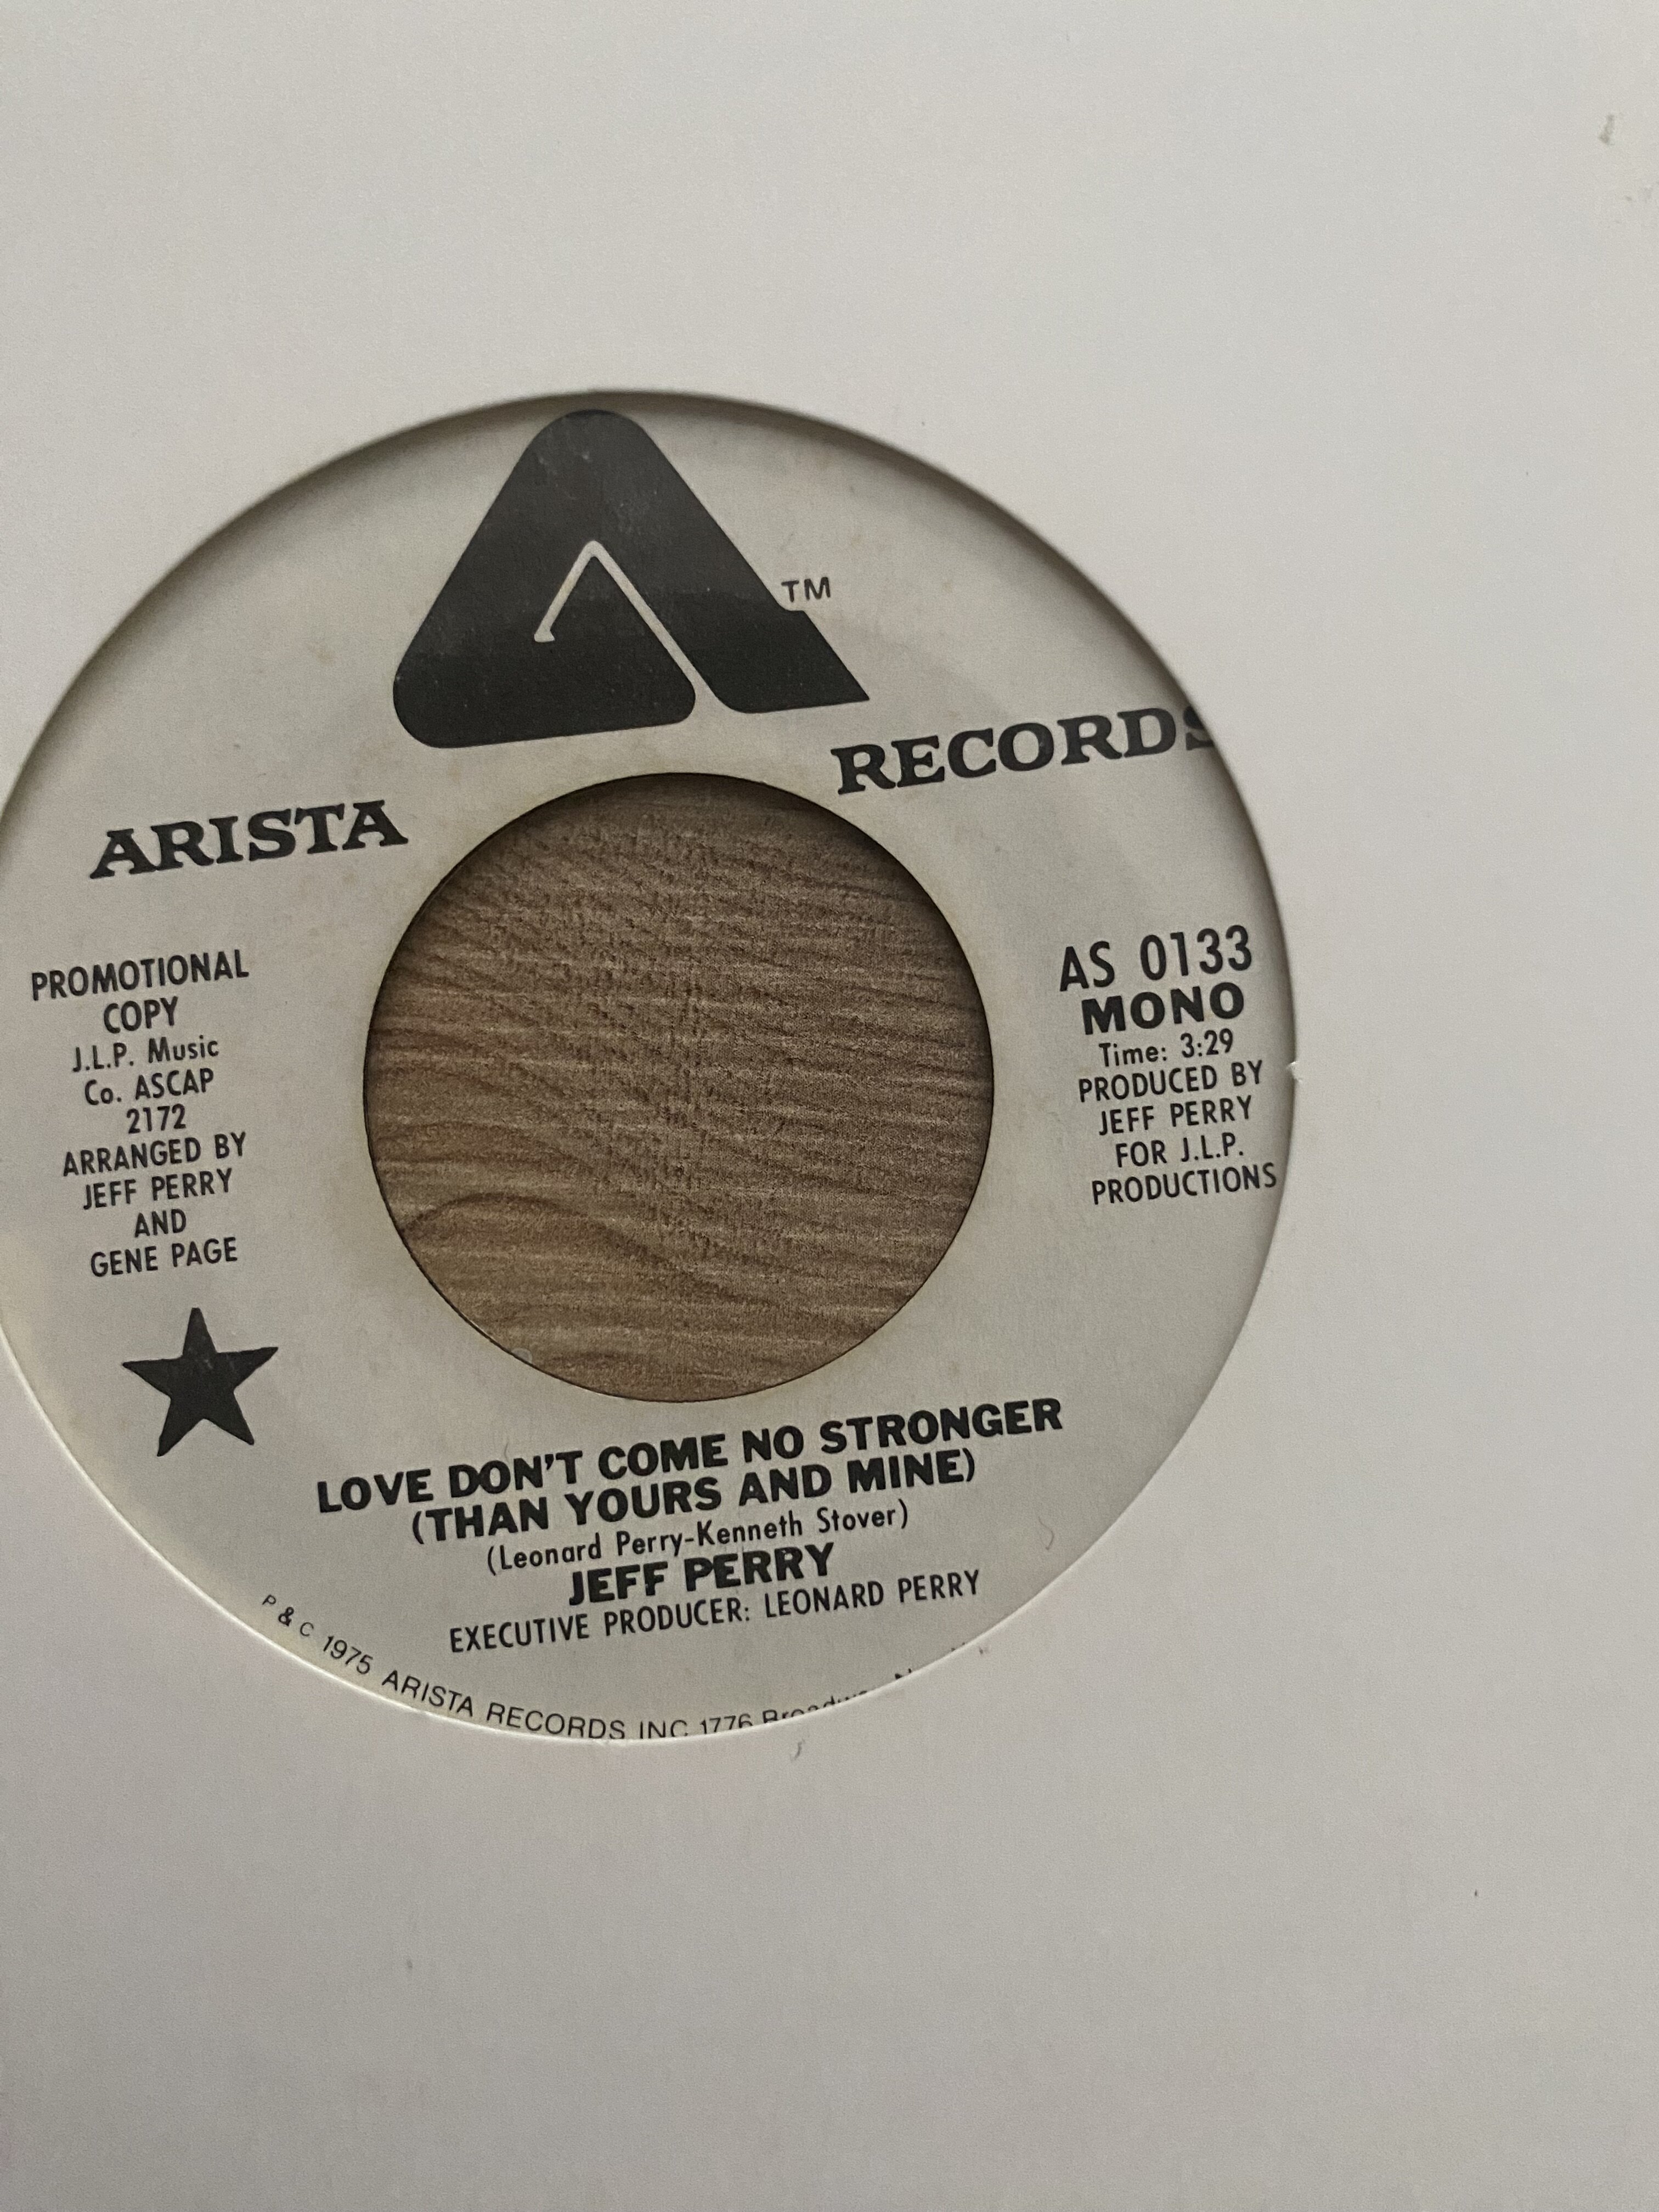 TM
ARISTA RECORDS
PROMOTIONAL
COPY
J.L.P. Music
Co. ASCAP
2172
ARRANGED BY
JEFF PERRY
AND
GENE PAGE
AS 0133
MONO
Time: 3:29
PRODUCED BY
JEFF PERRY
FOR J.L.P.
PRODUCTIONS
LOVE DON'T COME NO STRONGER
(THAN YOURS AND MINE)
(Leonard Perry-Kenneth Stover)
JEFF PERRY
EXECUTIVE PRODUCER: LEONARD PERRY
P & C 1975 ARISTA RECORDS INC 1776